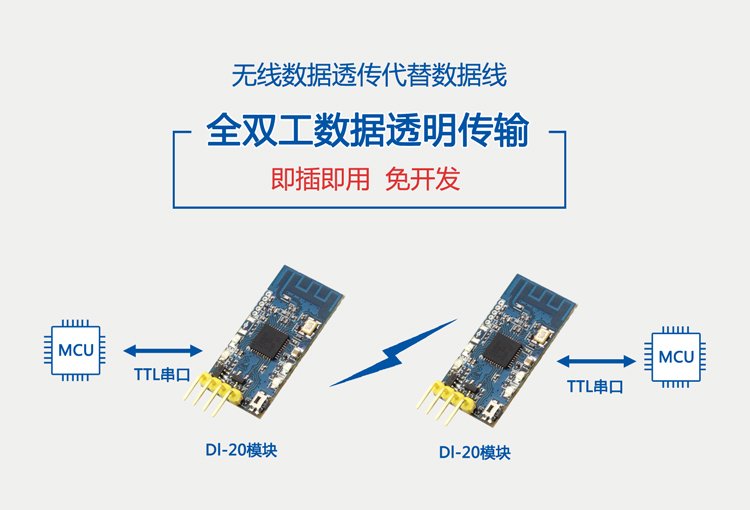 无线数据透传代替数据线
全双工数据透明传输
即插即用 免开发
MCU
TTL串口
DI-20模块
DI-20模块
TTL串口
MCU